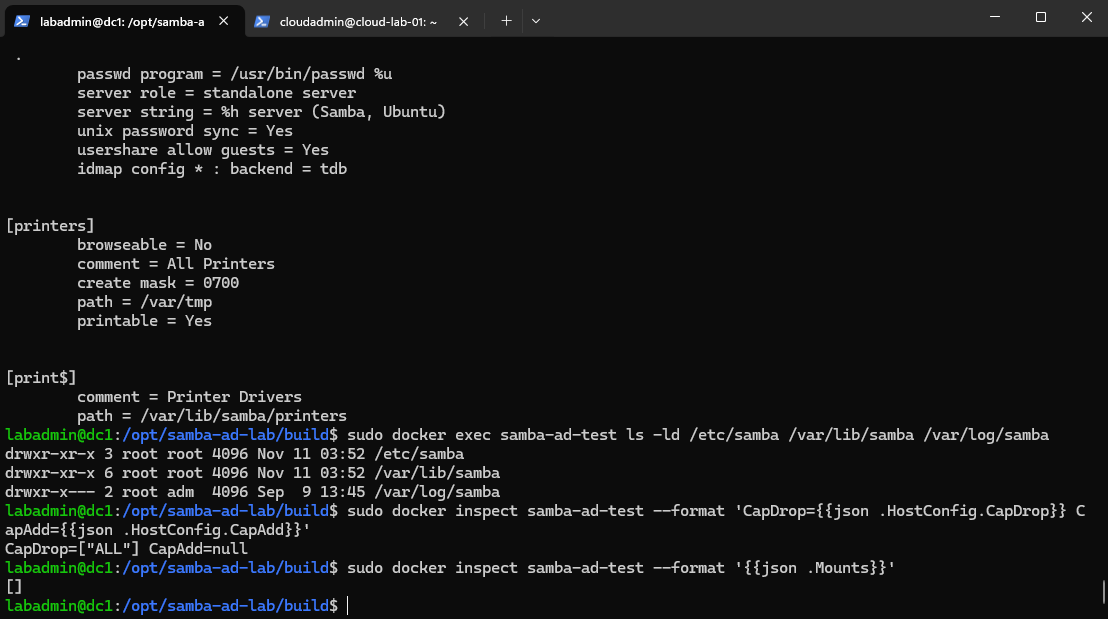 labadmin@dc1: /opt/samba-a
cloudadmin@cloud-lab-01: ~
.
passwd program = /usr/bin/passwd %u
server role = standalone server
server string = %h server (Samba, Ubuntu)
unix password sync = Yes
usershare allow guests = Yes
idmap config * : backend = tdb
[printers]
browseable = No
comment = All Printers
create mask = 0700
path = /var/tmp
printable = Yes
[print$]
comment = Printer Drivers
path = /var/lib/samba/printers
labadmin@dc1:/opt/samba-ad-lab/build$ sudo docker exec samba-ad-test ls -ld /etc/samba /var/lib/samba /var/log/samba
drwxr-xr-x 3 root root 4096 Nov 11 03:52 /etc/samba
drwxr-xr-x 6 root root 4096 Nov 11 03:52 /var/lib/samba
drwxr-x--- 2 root adm  4096 Sep  9 13:45 /var/log/samba
labadmin@dc1:/opt/samba-ad-lab/build$ sudo docker inspect samba-ad-test --format 'CapDrop={{json .HostConfig.CapDrop}} C
apAdd={{json .HostConfig.CapAdd}}'
CapDrop=["ALL"] CapAdd=null
labadmin@dc1:/opt/samba-ad-lab/build$ sudo docker inspect samba-ad-test --format '{{json .Mounts}}'
[]
labadmin@dc1:/opt/samba-ad-lab/build$